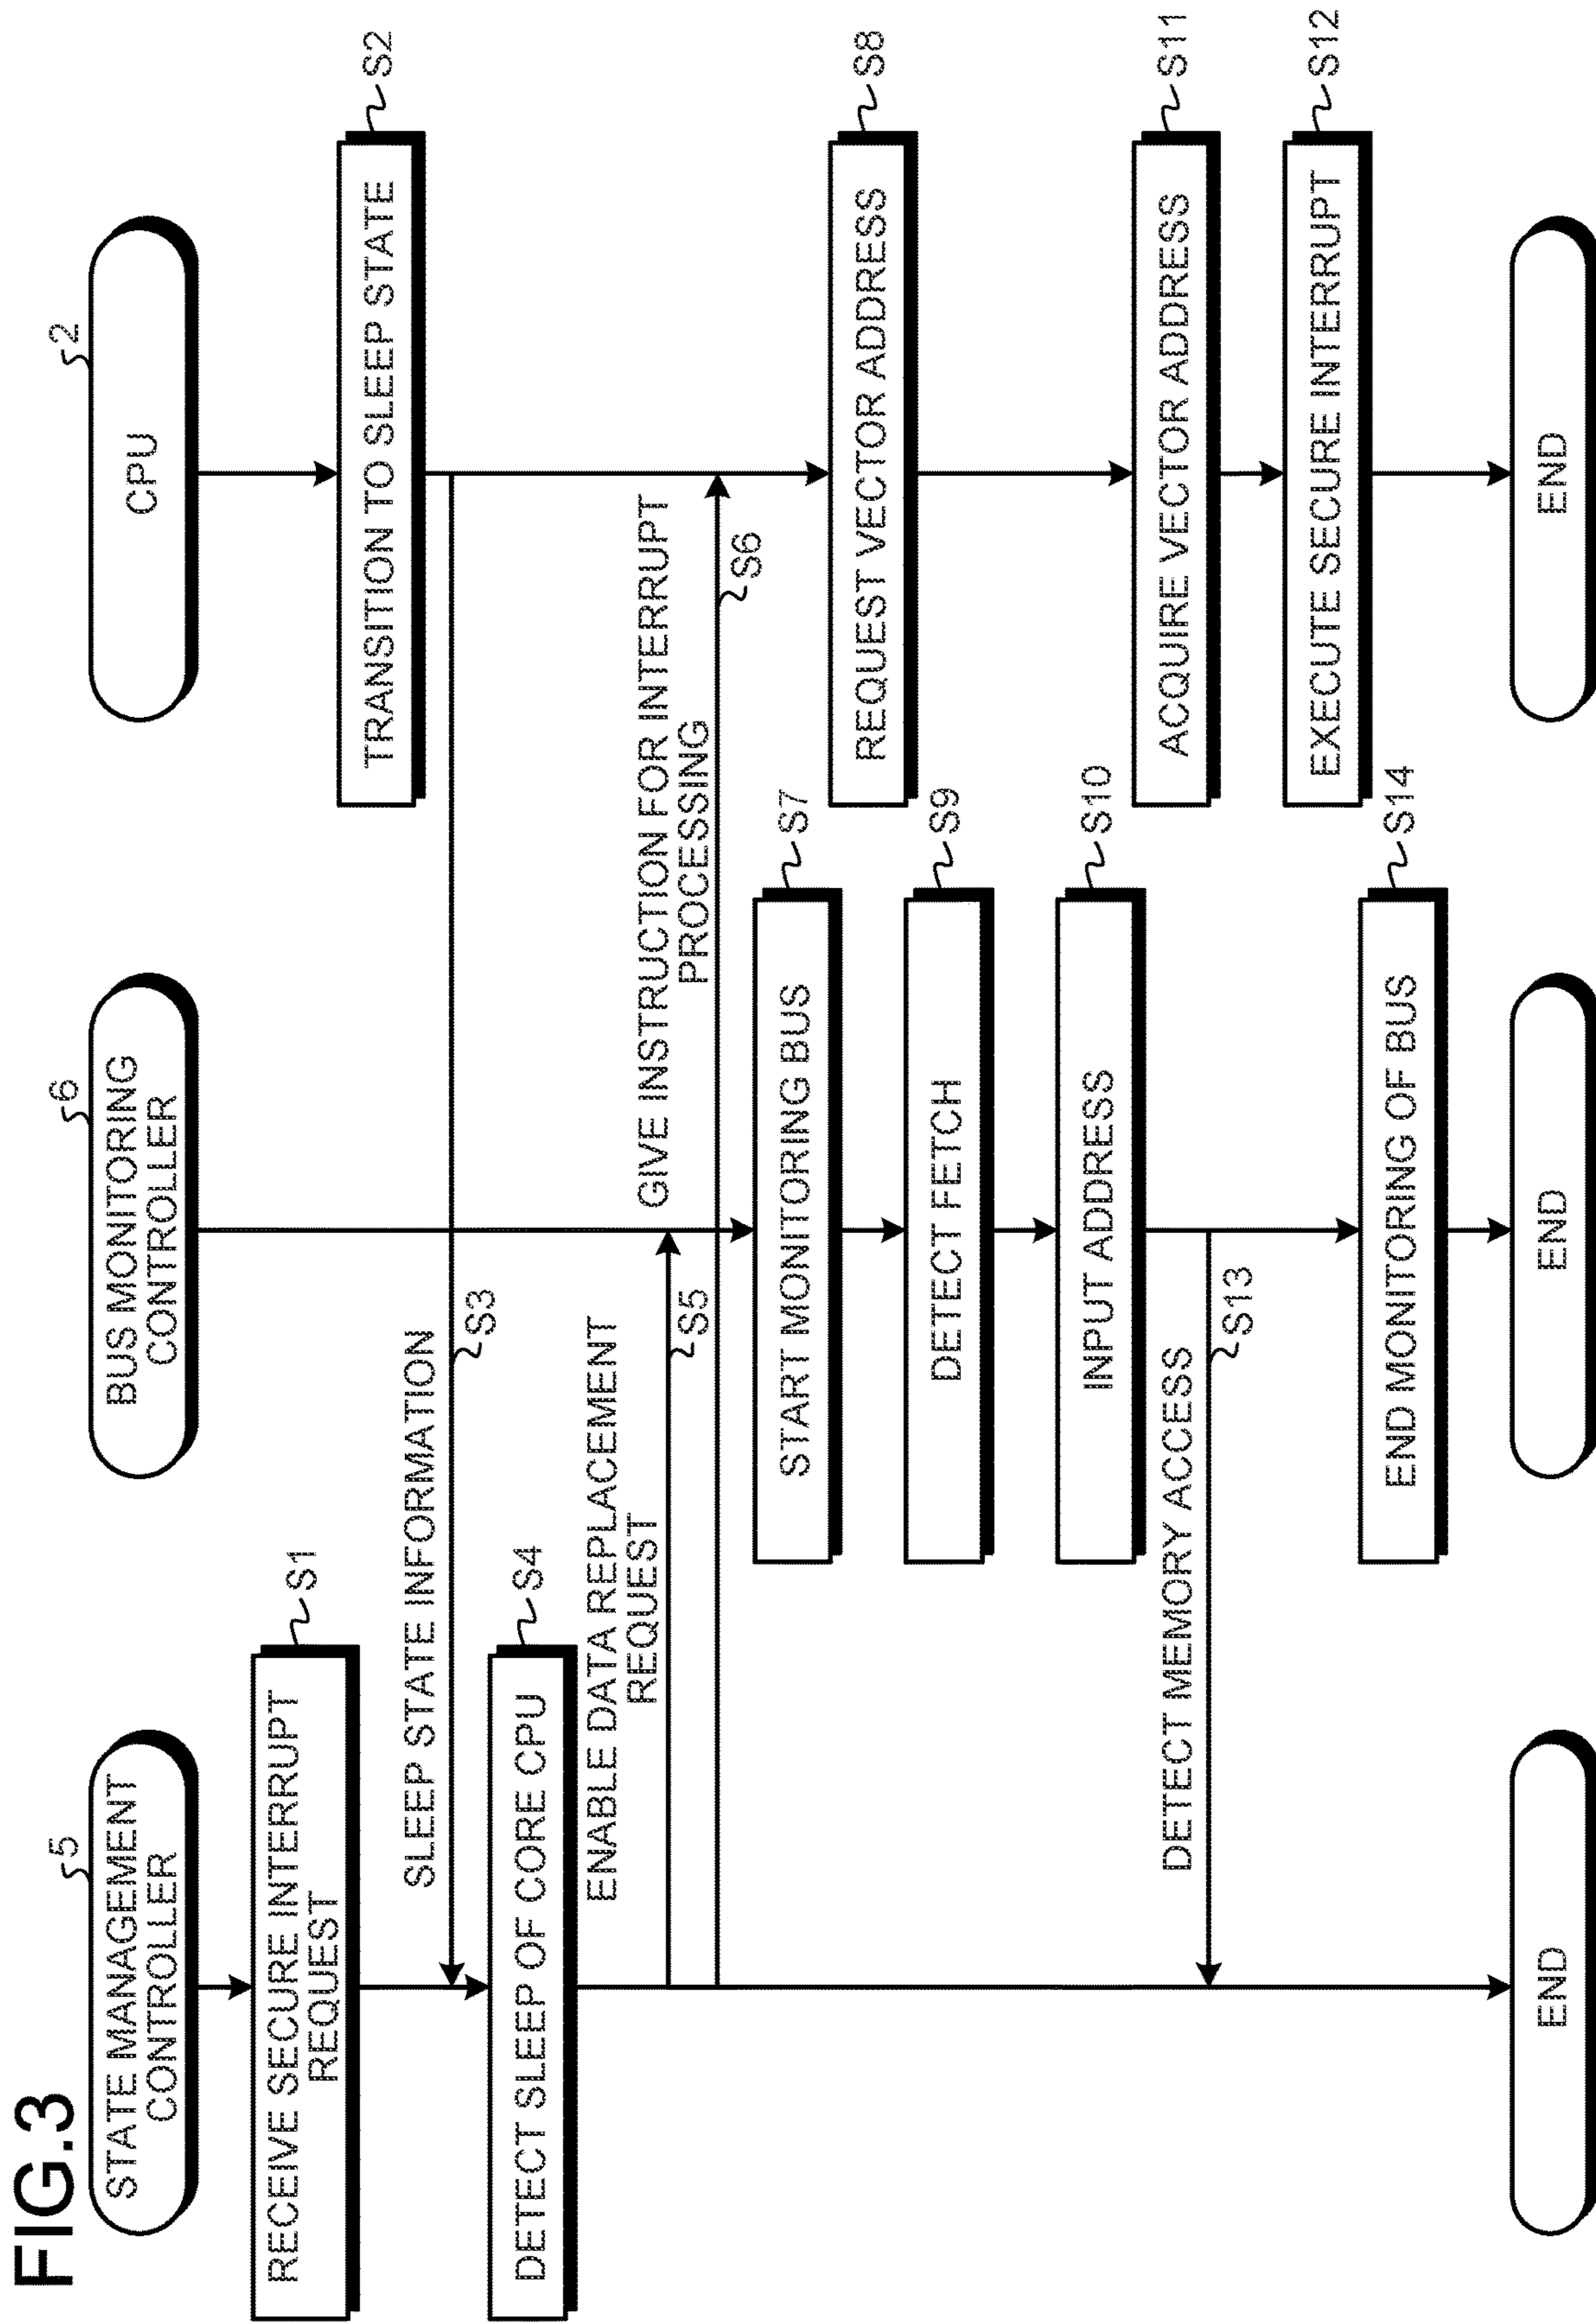 FIG.3
5
STATE MANAGEMENT
CONTROLLER
6
BUS MONITORING
CONTROLLER
2
CPU
RECEIVE SECURE INTERRUPT
REQUEST
S1
TRANSITION TO SLEEP STATE
S2
SLEEP STATE INFORMATION
S3
DETECT SLEEP OF CORE CPU
S4
ENABLE DATA REPLACEMENT
REQUEST
S5
GIVE INSTRUCTION FOR INTERRUPT
PROCESSING
S6
START MONITORING BUS
S7
REQUEST VECTOR ADDRESS
S8
DETECT FETCH
S9
INPUT ADDRESS
S10
ACQUIRE VECTOR ADDRESS
S11
DETECT MEMORY ACCESS
S13
EXECUTE SECURE INTERRUPT
S12
END MONITORING OF BUS
S14
END
END
END